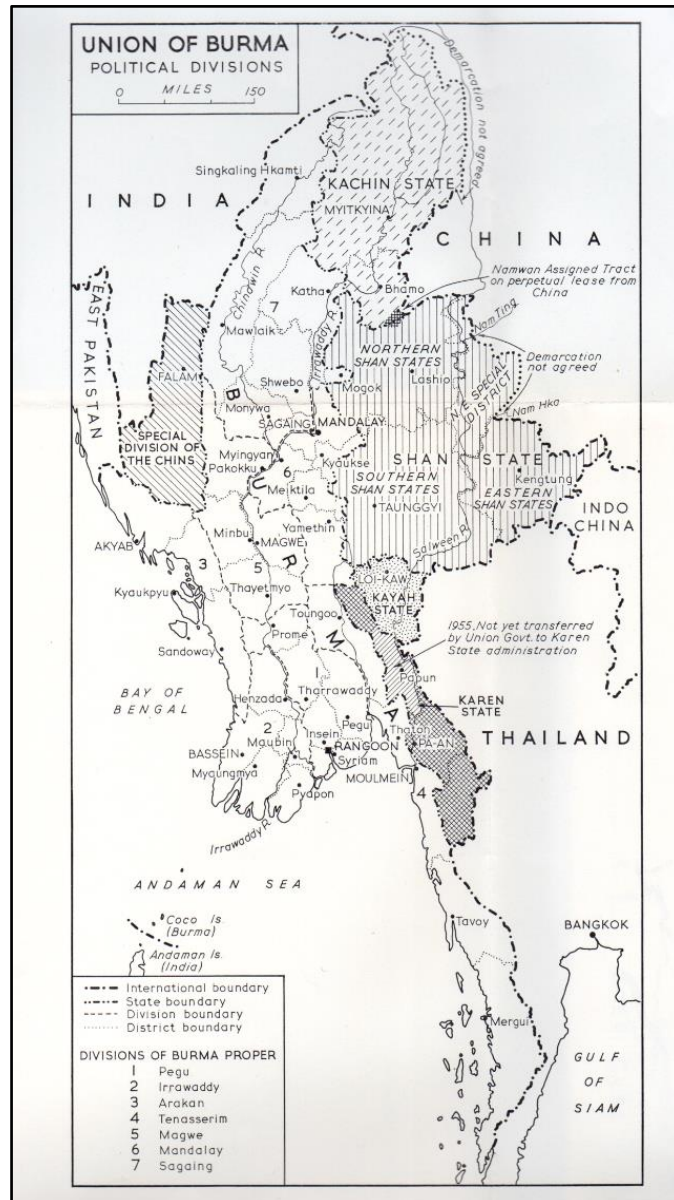 UNION OF BURMA
POLITICAL DIVISIONS
MILES
0 150
Demarcation not agreed
Singkaling Hkamti
INDIA
KACHIN STATE
MYITKYINA
CHINA
Chindwin R.
Namwan Assigned Tract
on perpetual lease from
China
7
Katha
Bhamo
EAST PAKISTAN
Mawlaik
Irrawaddy R.
Nam Ting
NORTHERN
SHAN STATES
Demarcation
not agreed
FALAM
Shwebo
Mogok
Lashio
N.E. SPECIAL
DISTRICT
BURMA
Monywa
Nam Hka
SAGAING
MANDALAY
SPECIAL
DIVISION OF
THE CHINS
Myingyan
Pakokku
6
Kyaukse
SHAN STATE
Meiktila
SOUTHERN
SHAN STATES
Kengtung
EASTERN
SHAN STATES
TAUNGGYI
INDO
CHINA
Yamethin
Minbu
MAGWE
AKYAB
3
5
Salween R.
LOI-KAW
Kyaukpyu
Thayetmyo
KAYAH
STATE
Toungoo
1955, Not yet transferred
by Union Govt. to Karen
State administration
Prome
Sandoway
Papun
BAY OF
BENGAL
1
Henzada
Tharrawaddy
KAREN
STATE
Pegu
2
Insein
Thaton
THAILAND
Maubin
RANGOON
PA-AN
BASSEIN
Syriam
MOULMEIN
Myaungmya
4
Pyapon
Irrawaddy R.
ANDAMAN SEA
Coco Is.
(Burma)
Tavoy
BANGKOK
Andaman Is.
(India)
International boundary
State boundary
Division boundary
District boundary
Mergui
GULF
OF
SIAM
DIVISIONS OF BURMA PROPER
1 Pegu
2 Irrawaddy
3 Arakan
4 Tenasserim
5 Magwe
6 Mandalay
7 Sagaing